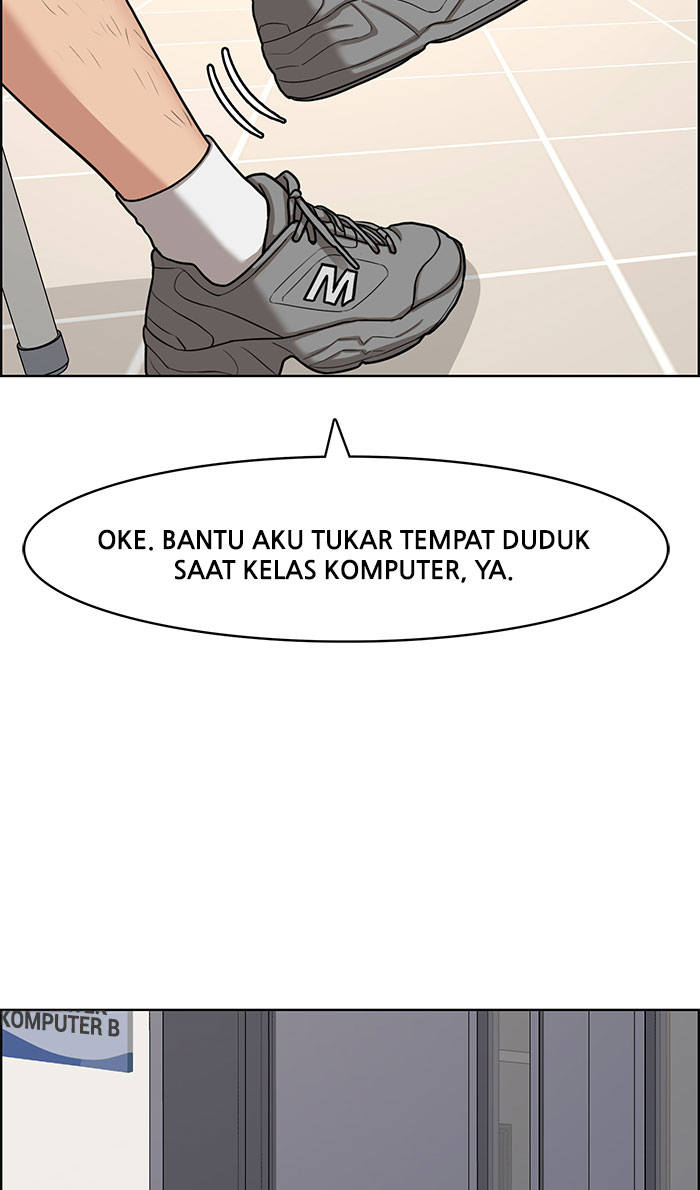 M
OKE. BANTU AKU TUKAR TEMPAT DUDUK
SAAT KELAS KOMPUTER, YA.
KOMPUTER B